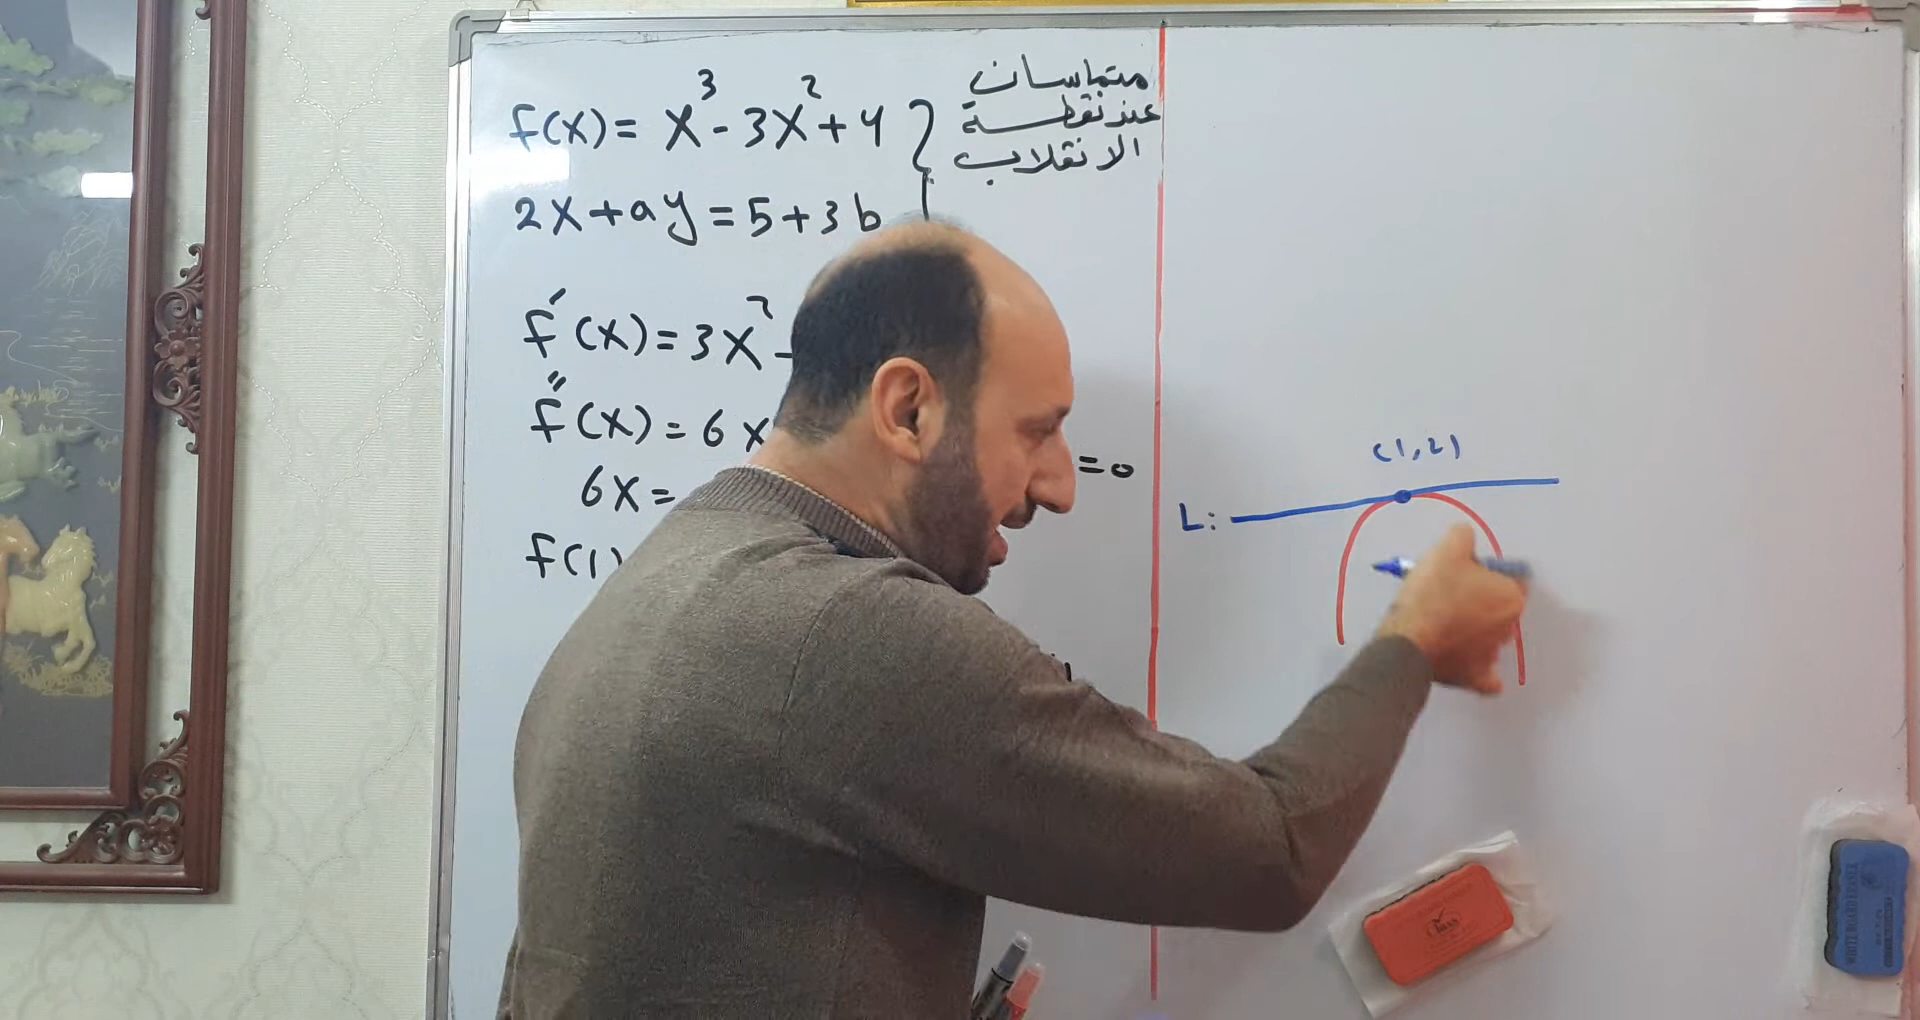 f(x) = x³ - 3x² + 4
متماسان
عند نقطة
الانقلاب
2x + ay = 5 + 3b
f′(x) = 3x² -
f″(x) = 6x
= 0
6x =
f(1)
(1,2)
L: